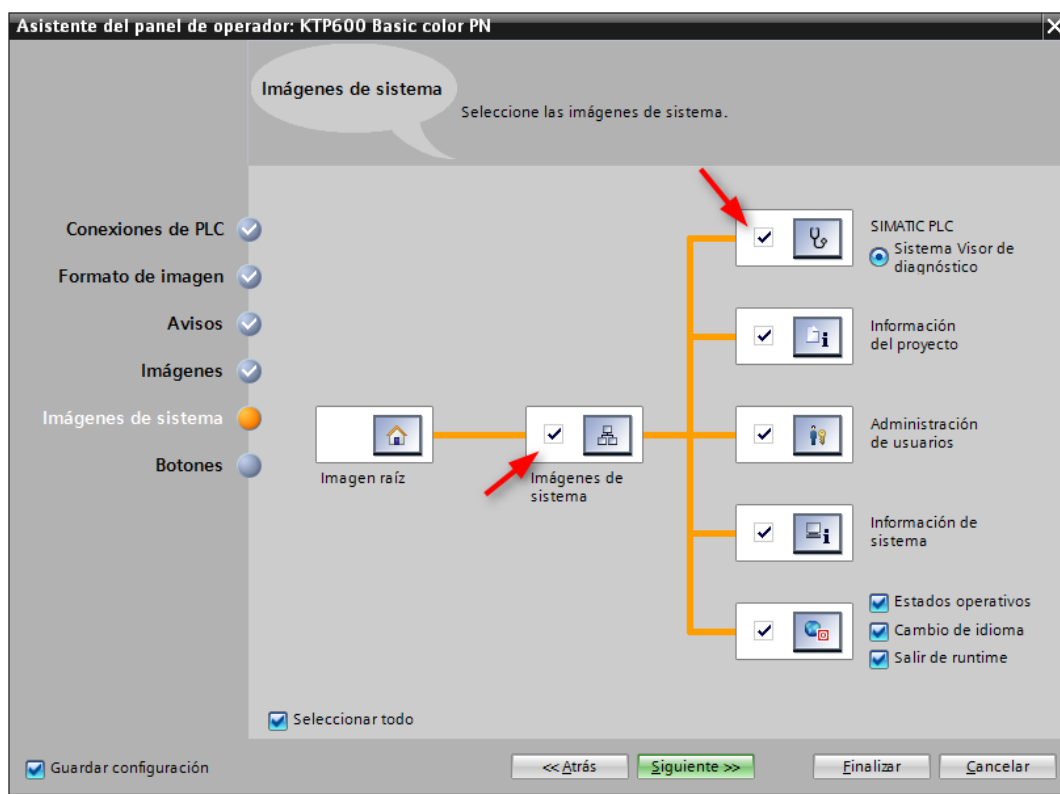 Asistente del panel de operador: KTP600 Basic color PN
Imágenes de sistema
Seleccione las imágenes de sistema.
Conexiones de PLC
Formato de imagen
Avisos
Imágenes
Imágenes de sistema
Botones
Imagen raíz
Imágenes de
sistema
SIMATIC PLC
Sistema Visor de
diagnóstico
Información
del proyecto
Administración
de usuarios
Información de
sistema
Estados operativos
Cambio de idioma
Salir de runtime
Seleccionar todo
Guardar configuración
<< Atrás
Siguiente >>
Finalizar
Cancelar